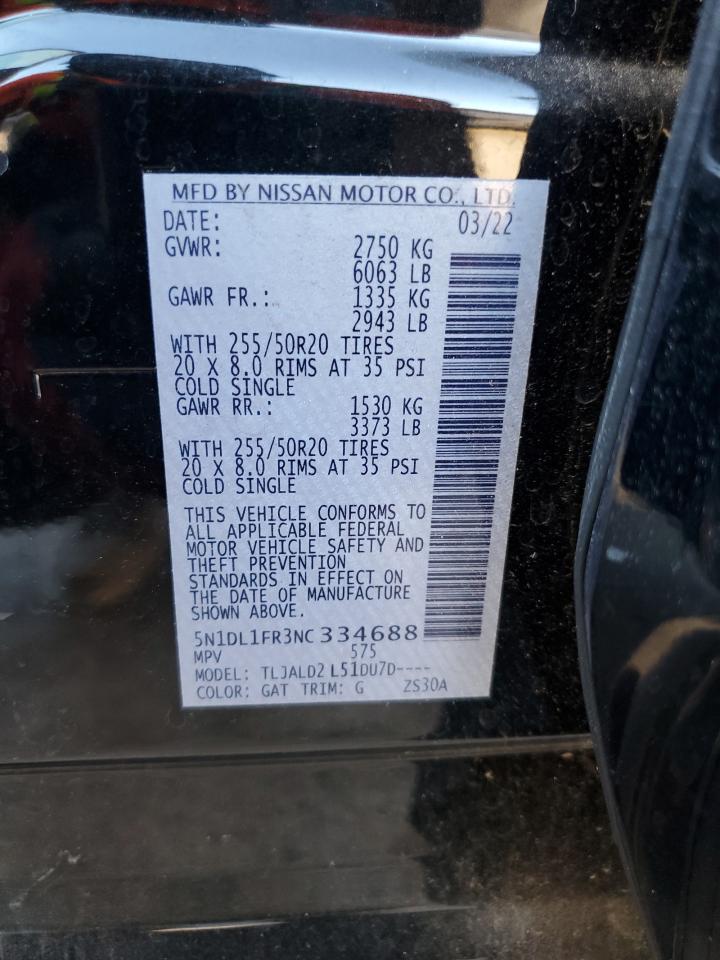 MFD BY NISSAN MOTOR CO., LTD.
DATE: 03/22
GVWR: 2750 KG
6063 LB
GAWR FR.: 1335 KG
2943 LB
WITH 255/50R20 TIRES
20 X 8.0 RIMS AT 35 PSI
COLD SINGLE
GAWR RR.: 1530 KG
3373 LB
WITH 255/50R20 TIRES
20 X 8.0 RIMS AT 35 PSI
COLD SINGLE
THIS VEHICLE CONFORMS TO
ALL APPLICABLE FEDERAL
MOTOR VEHICLE SAFETY AND
THEFT PREVENTION
STANDARDS IN EFFECT ON
THE DATE OF MANUFACTURE
SHOWN ABOVE.
5N1DL1FR3NC334688
MPV 575
MODEL: TLJALD2 L51DU7D----
COLOR: GAT TRIM: G ZS30A